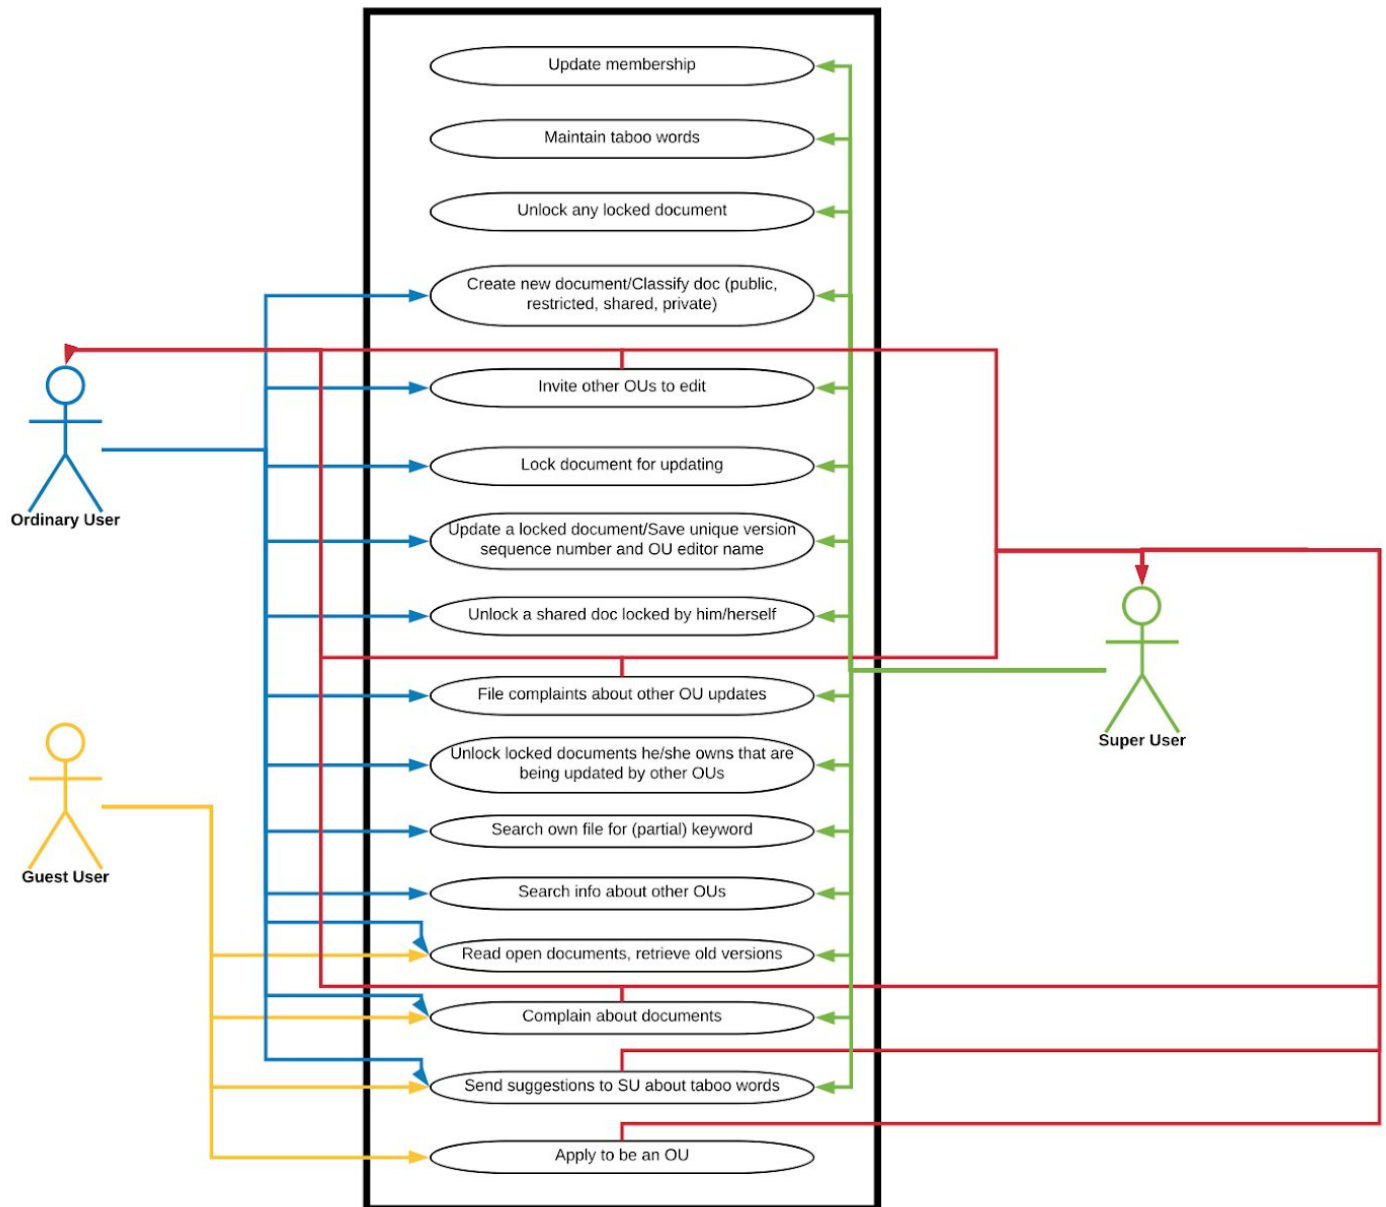 Update membership
Maintain taboo words
Unlock any locked document
Create new document/Classify doc (public,
restricted, shared, private)
Invite other OUs to edit
Lock document for updating
Ordinary User
Update a locked document/Save unique version
sequence number and OU editor name
Unlock a shared doc locked by him/herself
File complaints about other OU updates
Super User
Unlock locked documents he/she owns that are
being updated by other OUs
Search own file for (partial) keyword
Guest User
Search info about other OUs
Read open documents, retrieve old versions
Complain about documents
Send suggestions to SU about taboo words
Apply to be an OU